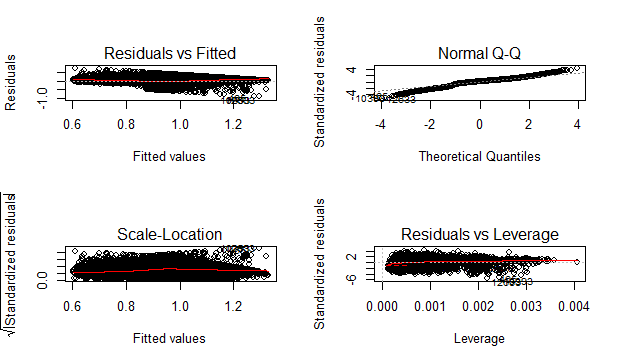 Residuals vs Fitted
Residuals
-1.0
0.6 0.8 1.0 1.2
Fitted values
Normal Q-Q
Standardized residuals
-4 4
-4 -2 0 2 4
Theoretical Quantiles
Scale-Location
√|Standardized residuals|
0.0
0.6 0.8 1.0 1.2
Fitted values
Residuals vs Leverage
Standardized residuals
-6 2
0.000 0.001 0.002 0.003 0.004
Leverage